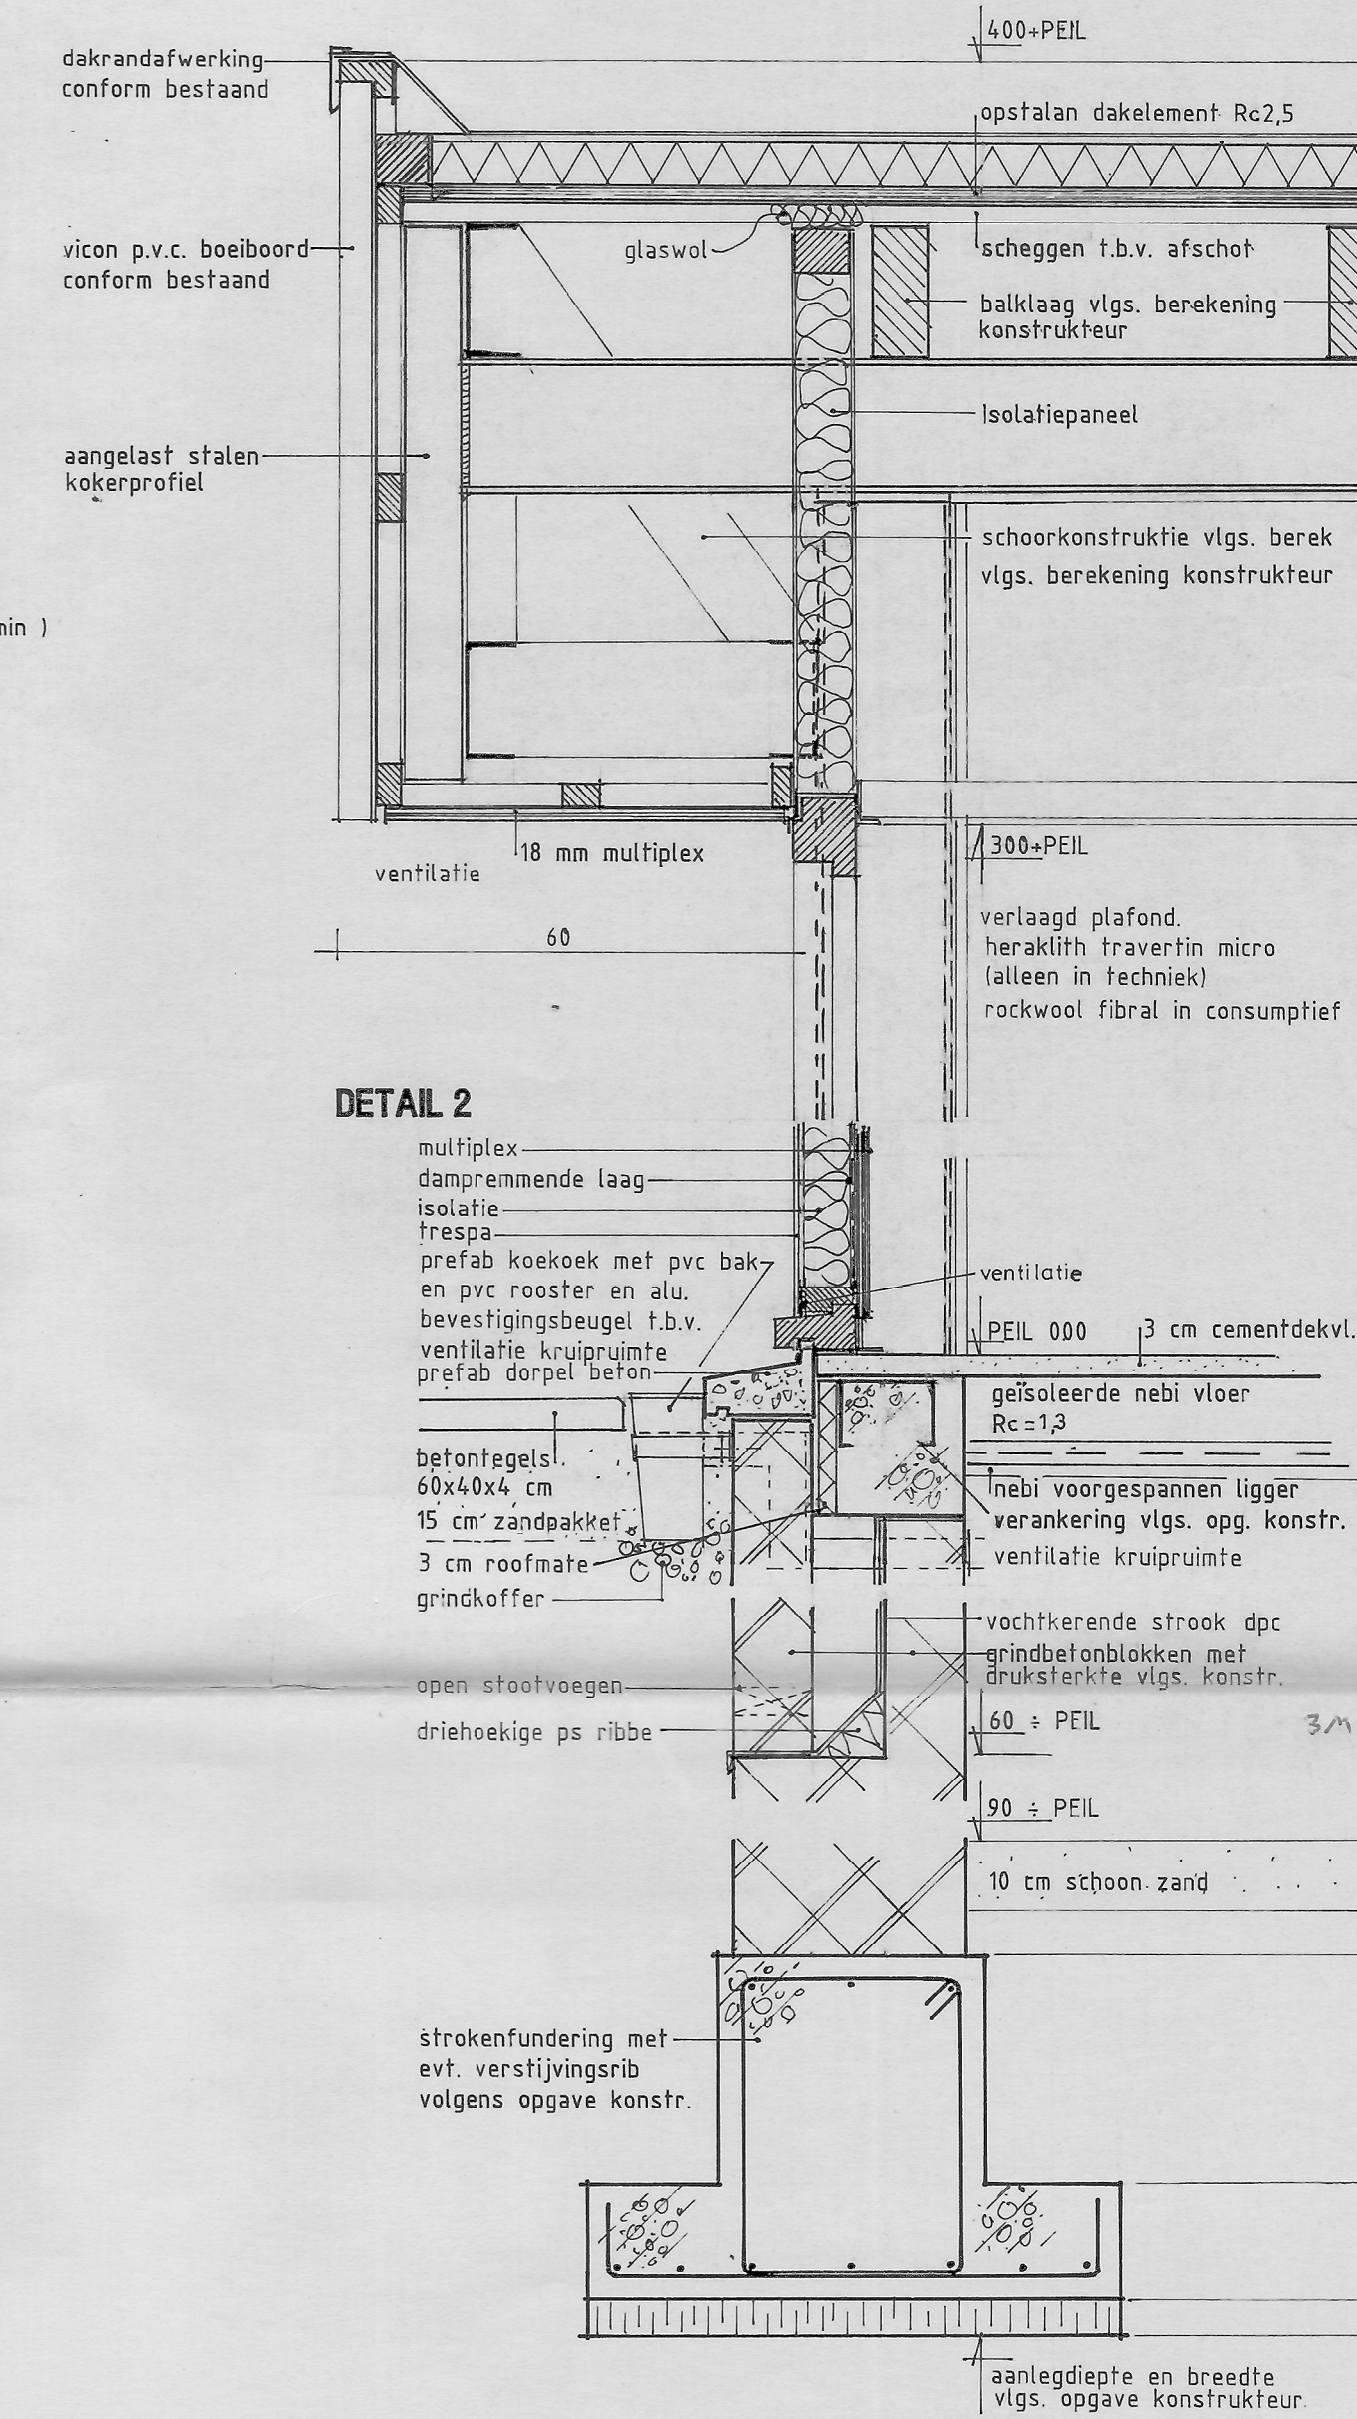 400+PEIL
dakrandafwerking
conform bestaand
opstalan dakelement Rc2,5
vicon p.v.c. boeiboord
conform bestaand
glaswol
scheggen t.b.v. afschot
balklaag vlgs. berekening
konstrukteur
Isolatiepaneel
aangelast stalen
kokerprofiel
schoorkonstruktie vlgs. berek
vlgs. berekening konstrukteur
min )
18 mm multiplex
ventilatie
300+PEIL
60
verlaagd plafond.
heraklith travertin micro
(alleen in techniek)
rockwool fibral in consumptief
DETAIL 2
multiplex
dampremmende laag
isolatie
trespa
prefab koekoek met pvc bak
en pvc rooster en alu.
bevestigingsbeugel t.b.v.
ventilatie kruipruimte
prefab dorpel beton
ventilatie
PEIL 000
3 cm cementdekvl.
geïsoleerde nebi vloer
Rc=1,3
betontegels
60x40x4 cm
15 cm zandpakket
3 cm roofmate
grindkoffer
nebi voorgespannen ligger
verankering vlgs. opg. konstr.
ventilatie kruipruimte
vochtkerende strook dpc
grindbetonblokken met
druksterkte vlgs. konstr.
open stootvoegen
driehoekige ps ribbe
60 ÷ PEIL
3M
90 ÷ PEIL
10 cm schoon zand
strokenfundering met
evt. verstijvingsrib
volgens opgave konstr.
aanlegdiepte en breedte
vlgs. opgave konstrukteur.